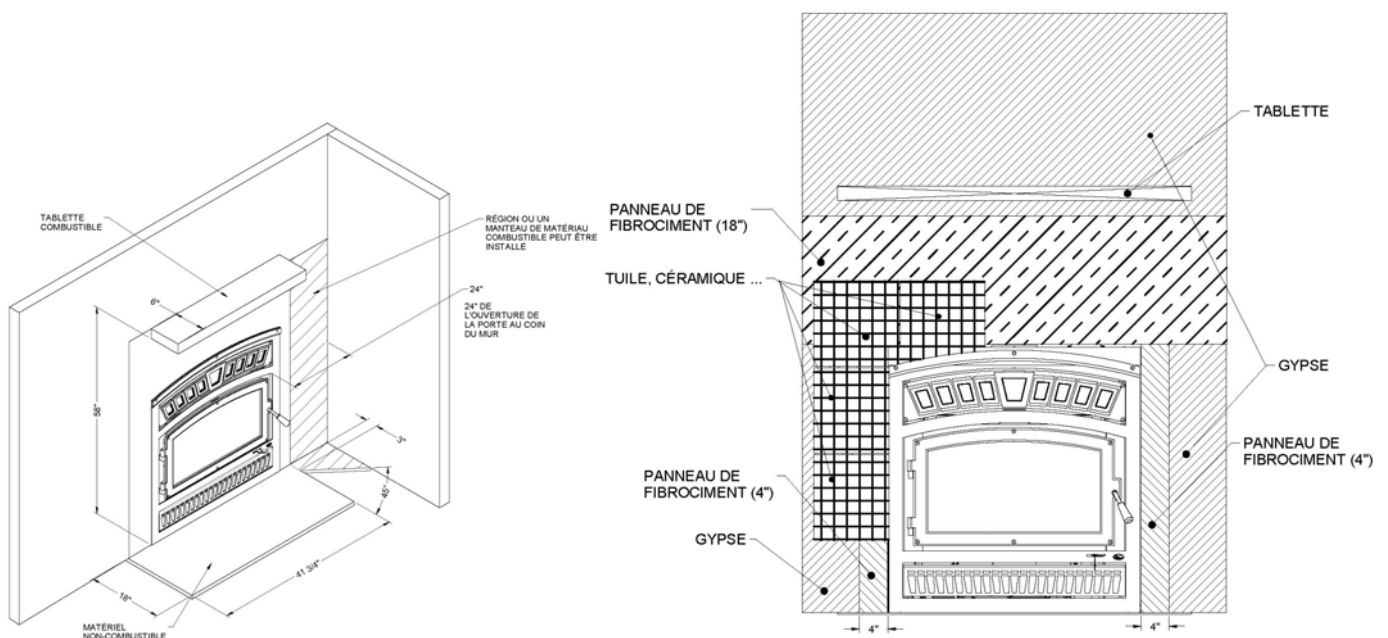 TABLETTE
COMBUSTIBLE
RÉGION OU UN
MANTEAU DE MATÉRIAU
COMBUSTIBLE PEUT ÊTRE
INSTALLÉ
6"
24"
24" DE
L'OUVERTURE DE
LA PORTE AU COIN
DU MUR
58"
3"
45°
41 3/4"
18"
MATÉRIEL
NON-COMBUSTIBLE
TABLETTE
PANNEAU DE
FIBROCIMENT (18")
TUILE, CÉRAMIQUE ...
GYPSE
PANNEAU DE
FIBROCIMENT (4")
PANNEAU DE
FIBROCIMENT (4")
GYPSE
4"
4"